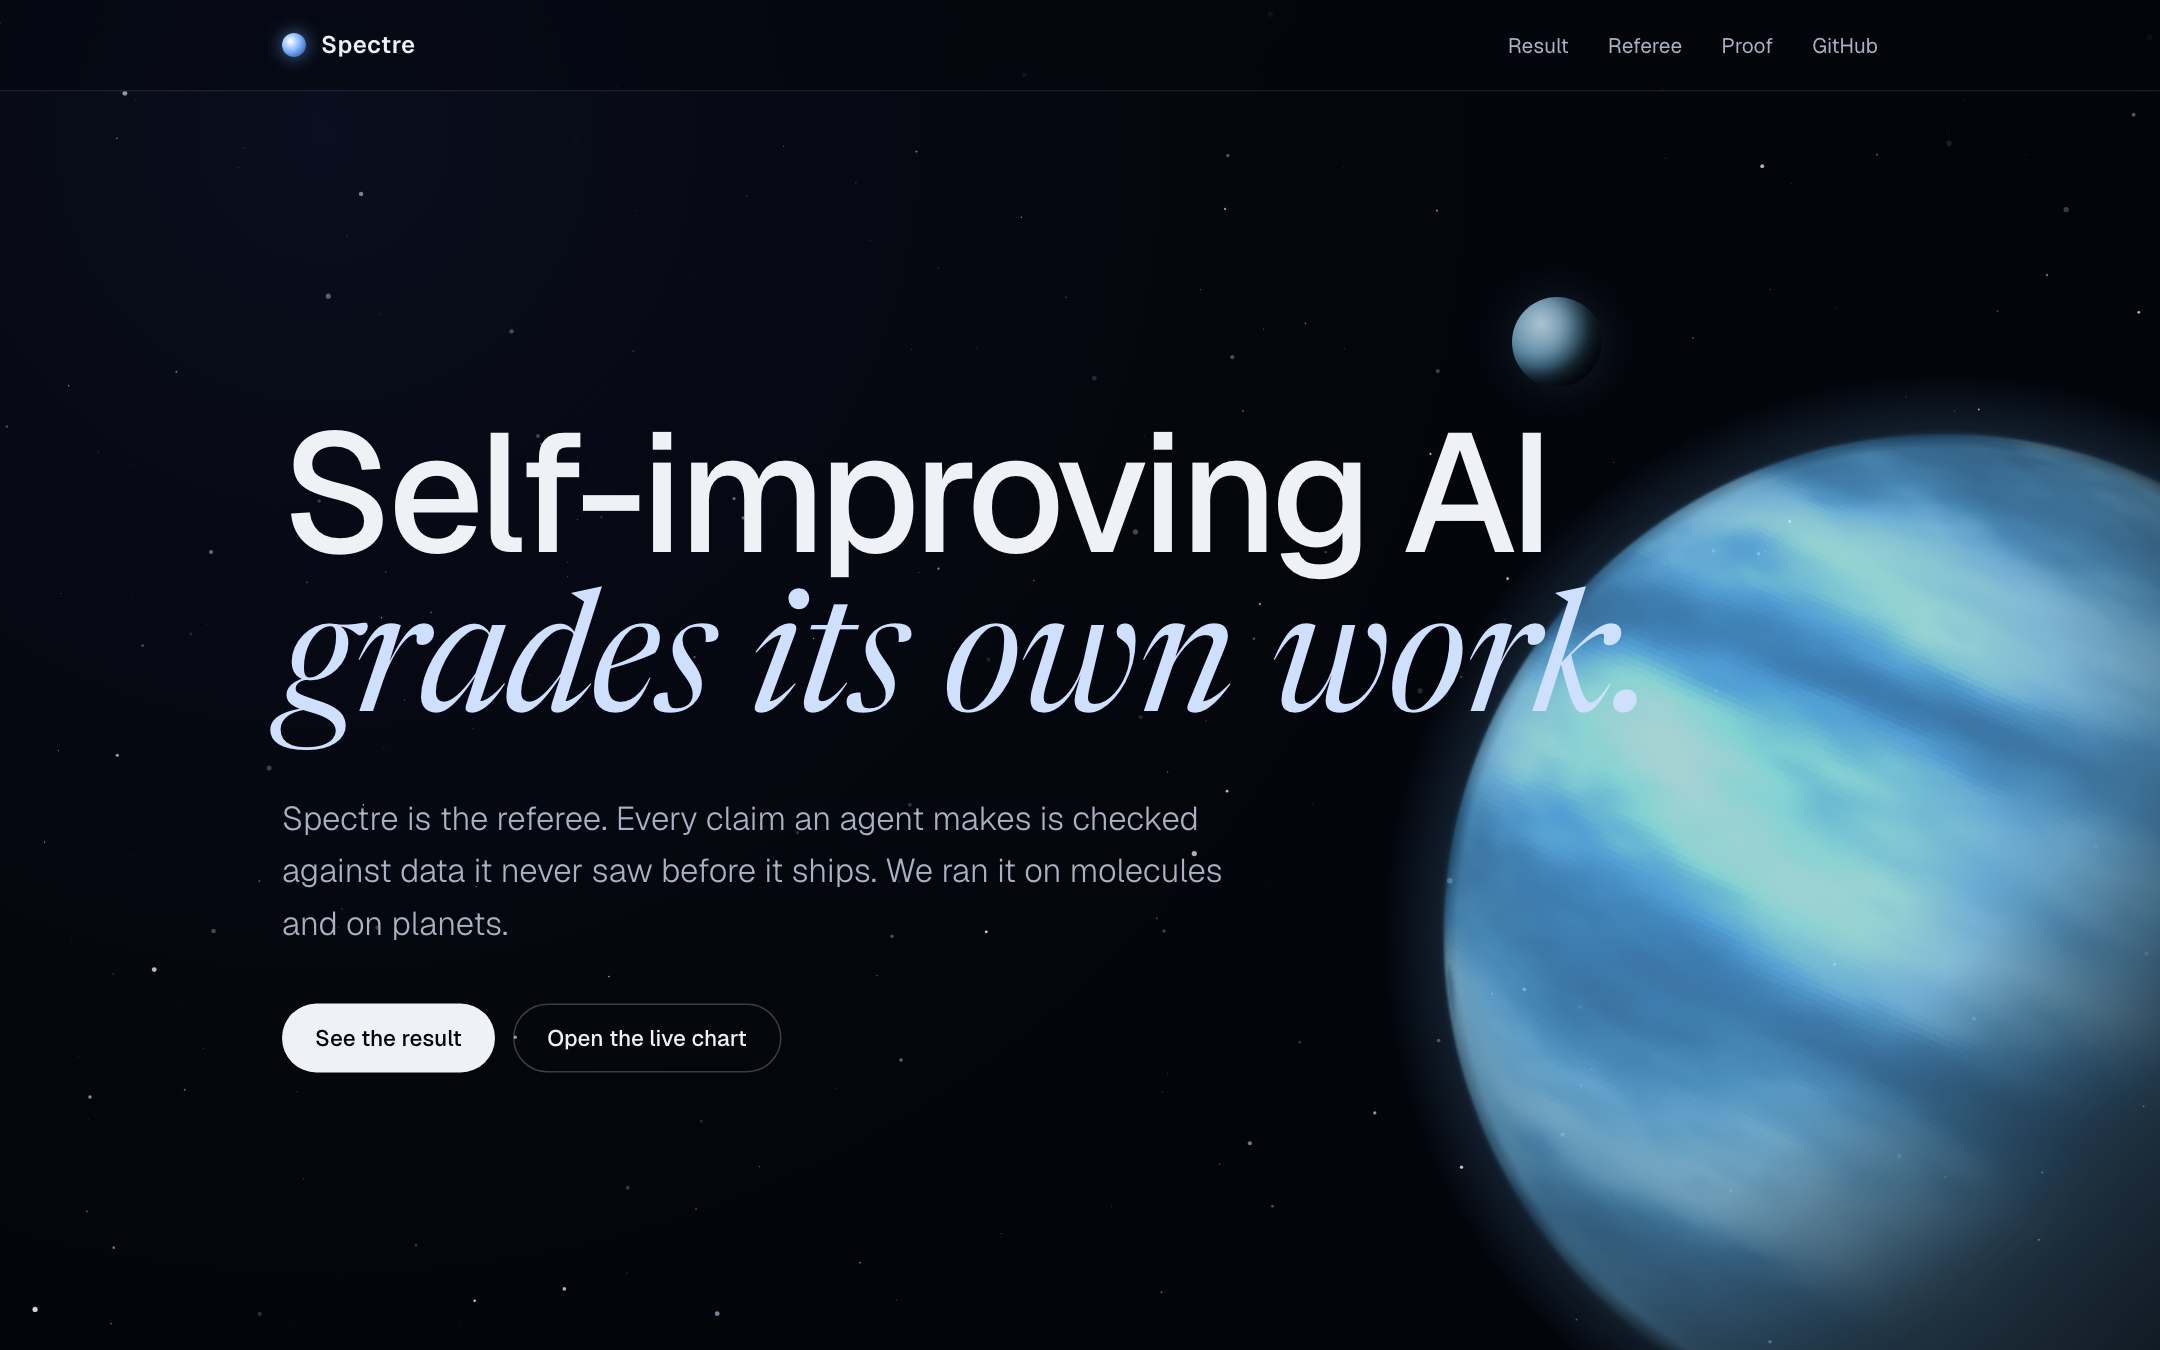 Spectre
Result
Referee
Proof
GitHub
Self-improving AI
grades its own work.
Spectre is the referee. Every claim an agent makes is checked
against data it never saw before it ships. We ran it on molecules
and on planets.
See the result
Open the live chart